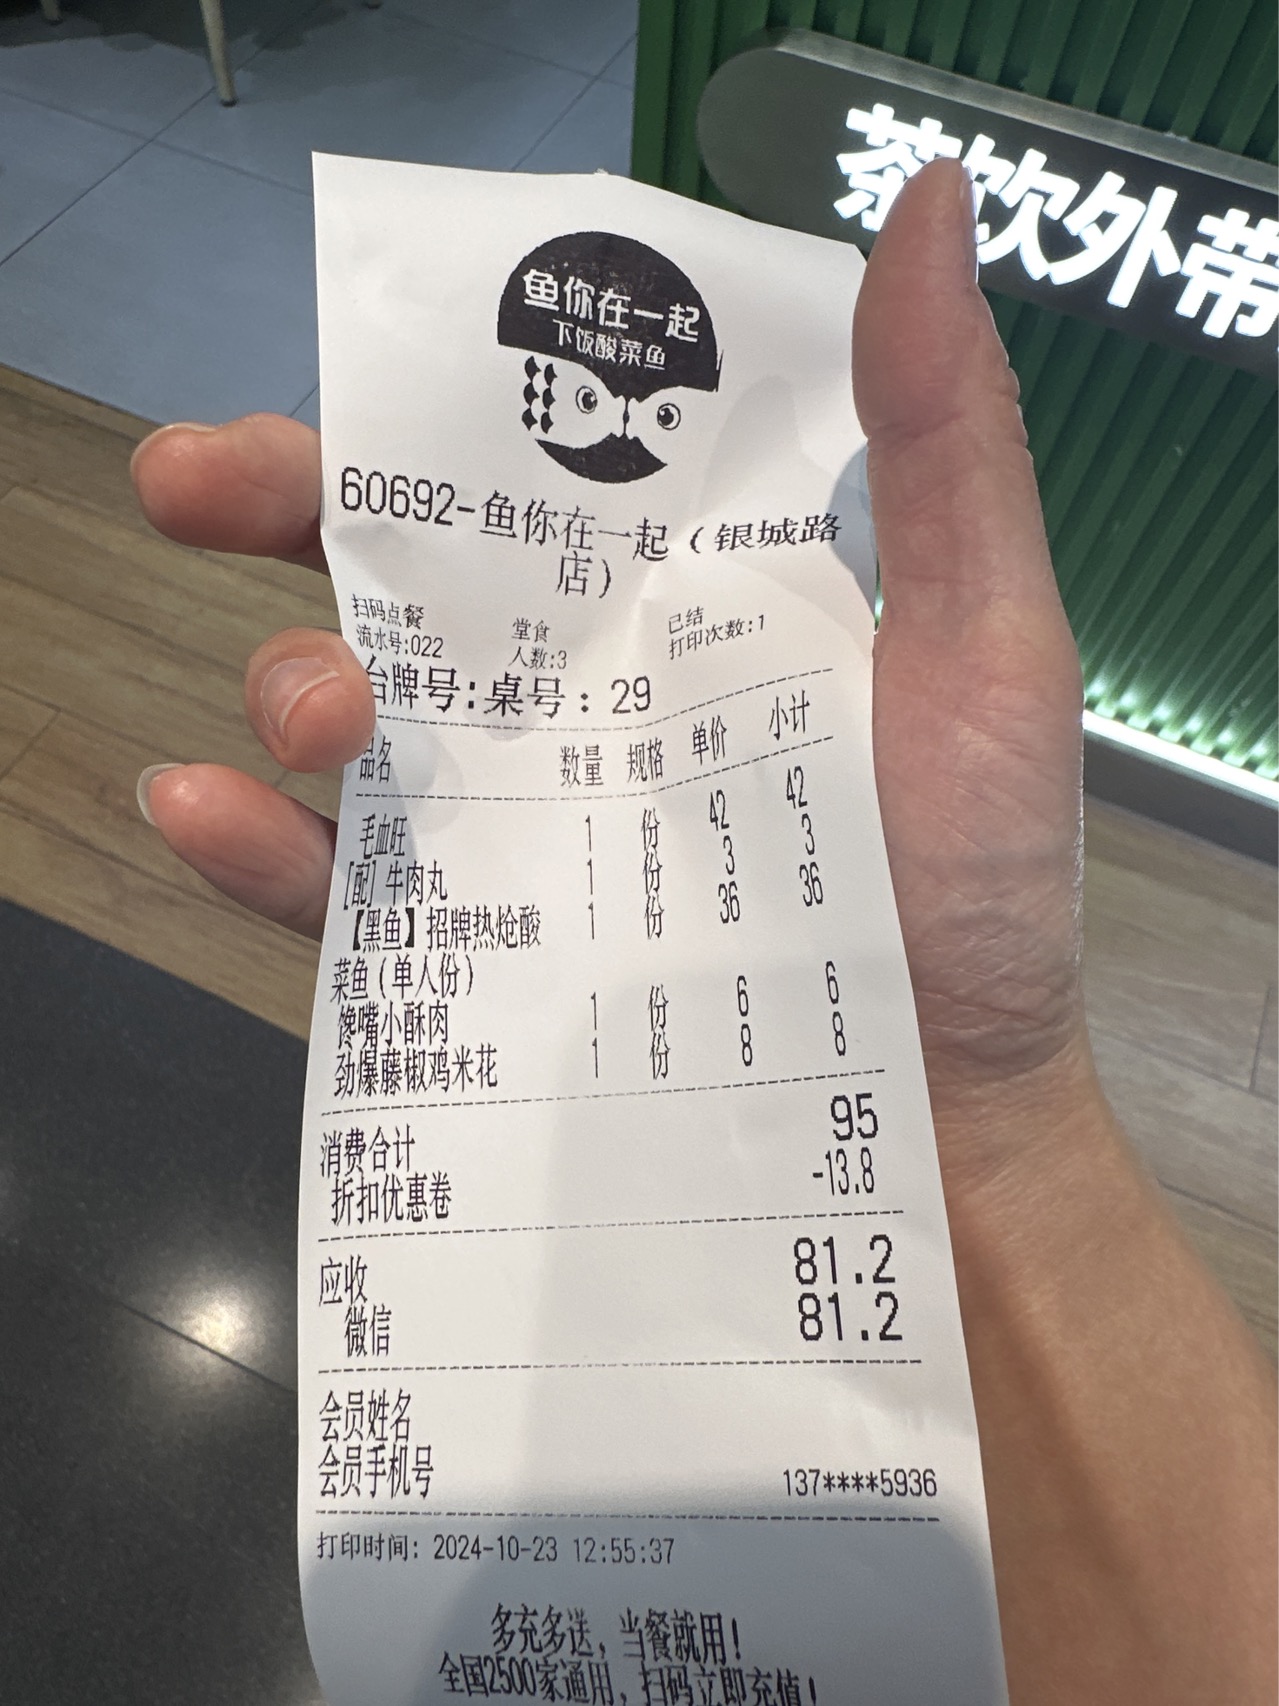 茶饮外带
鱼你在一起
下饭酸菜鱼
60692-鱼你在一起（银城路
店）
扫码点餐 堂食 已结
流水号:022 人数:3 打印次数:1
台牌号:桌号：29
品名 数量 规格 单价 小计
毛血旺 1 份 42 42
[配] 牛肉丸 1 份 3 3
【黑鱼】招牌热炝酸 1 份 36 36
菜鱼(单人份)
馋嘴小酥肉 1 份 6 6
劲爆藤椒鸡米花 1 份 8 8
消费合计 95
折扣优惠卷 -13.8
应收 81.2
微信 81.2
会员姓名
会员手机号 137****5936
打印时间: 2024-10-23 12:55:37
多充多送，当餐就用！
全国2500家通用，扫码立即充值！